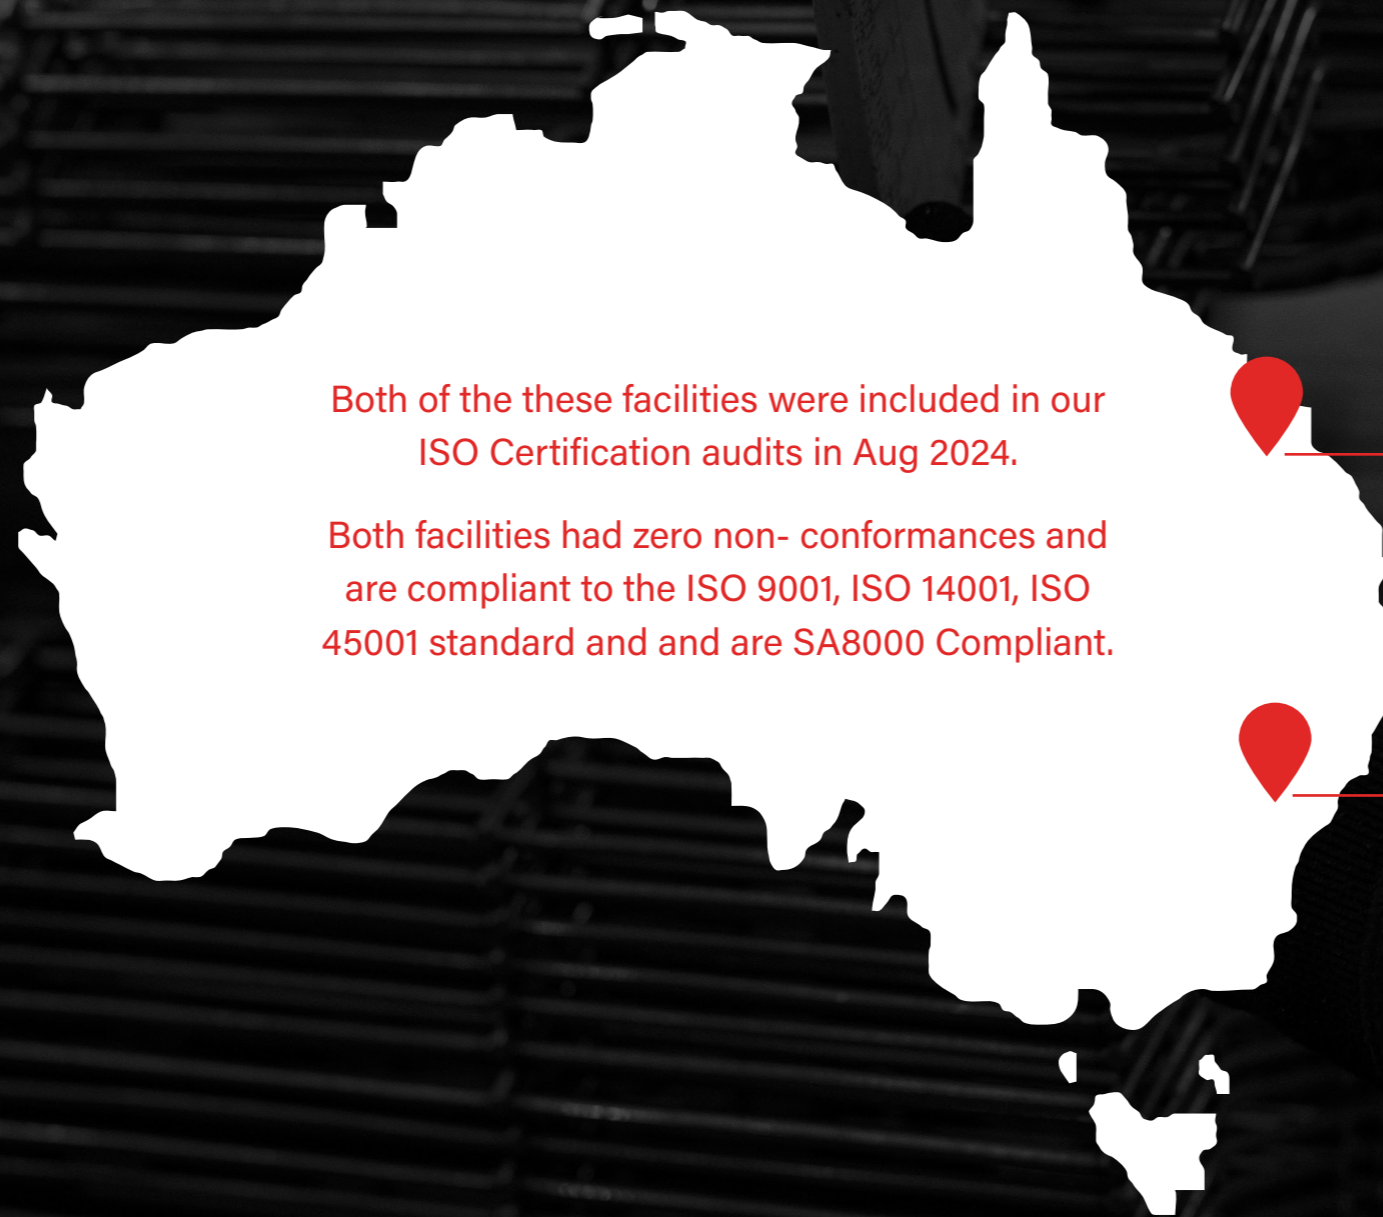 Both of the these facilities were included in our
ISO Certification audits in Aug 2024.
Both facilities had zero non- conformances and
are compliant to the ISO 9001, ISO 14001, ISO
45001 standard and and are SA8000 Compliant.